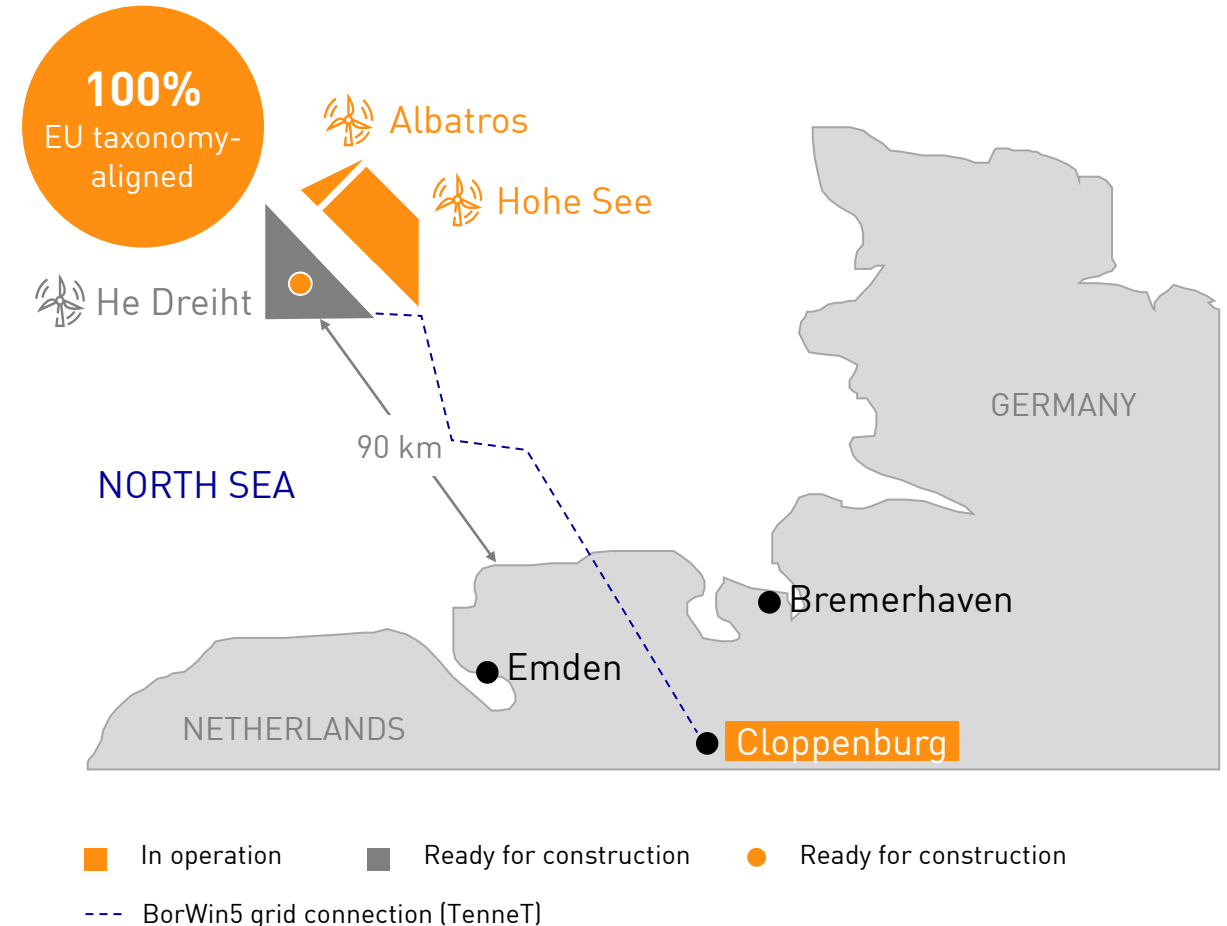 100%
EU taxonomy-
aligned
Albatros
Hohe See
He Dreiht
GERMANY
90 km
NORTH SEA
Bremerhaven
Emden
NETHERLANDS
Cloppenburg
In operation
Ready for construction
Ready for construction
BorWin5 grid connection (TenneT)